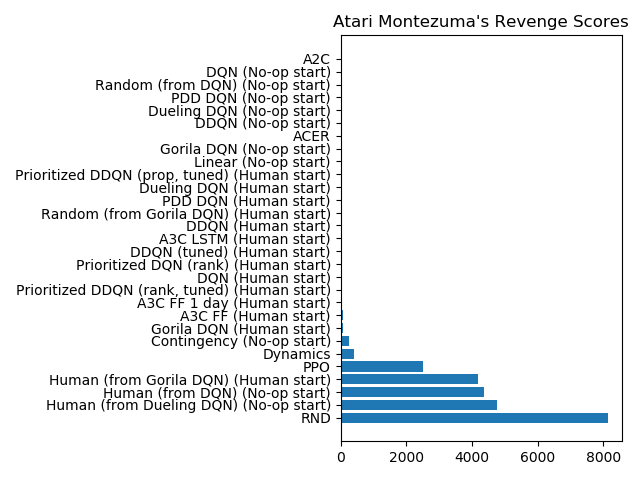 Atari Montezuma's Revenge Scores
A2C
DQN (No-op start)
Random (from DQN) (No-op start)
PDD DQN (No-op start)
Dueling DQN (No-op start)
DDQN (No-op start)
ACER
Gorila DQN (No-op start)
Linear (No-op start)
Prioritized DDQN (prop, tuned) (Human start)
Dueling DQN (Human start)
PDD DQN (Human start)
Random (from Gorila DQN) (Human start)
DDQN (Human start)
A3C LSTM (Human start)
DDQN (tuned) (Human start)
Prioritized DQN (rank) (Human start)
DQN (Human start)
Prioritized DDQN (rank, tuned) (Human start)
A3C FF 1 day (Human start)
A3C FF (Human start)
Gorila DQN (Human start)
Contingency (No-op start)
Dynamics
PPO
Human (from Gorila DQN) (Human start)
Human (from DQN) (No-op start)
Human (from Dueling DQN) (No-op start)
RND
0 2000 4000 6000 8000